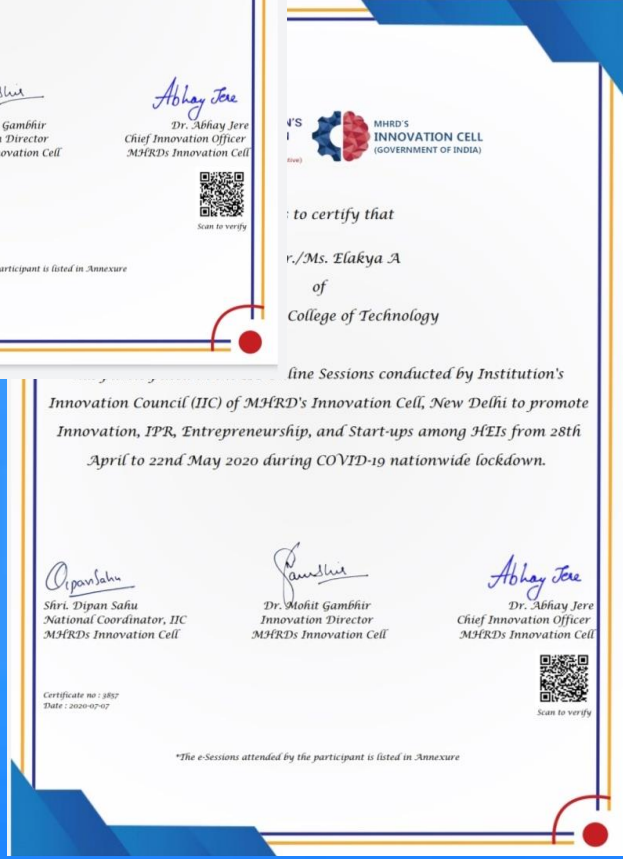 Gambhir
Director
ovation Cell
Abhay Jere
Dr. Abhay Jere
Chief Innovation Officer
MHRDs Innovation Cell
Scan to verify
articipant is listed in Annexure
N'S
MHRD'S
INNOVATION CELL
(GOVERNMENT OF INDIA)
to certify that
r./Ms. Elakya A
of
College of Technology
line Sessions conducted by Institution's
Innovation Council (IIC) of MHRD's Innovation Cell, New Delhi to promote
Innovation, IPR, Entrepreneurship, and Start-ups among HEIs from 28th
April to 22nd May 2020 during COVID-19 nationwide lockdown.
Dipan Sahu
Abhay Jere
Shri. Dipan Sahu
National Coordinator, IIC
MHRDs Innovation Cell
Dr. Mohit Gambhir
Innovation Director
MHRDs Innovation Cell
Dr. Abhay Jere
Chief Innovation Officer
MHRDs Innovation Cell
Scan to verify
Certificate no : 3857
Date : 2020-07-07
*The e-Sessions attended by the participant is listed in Annexure